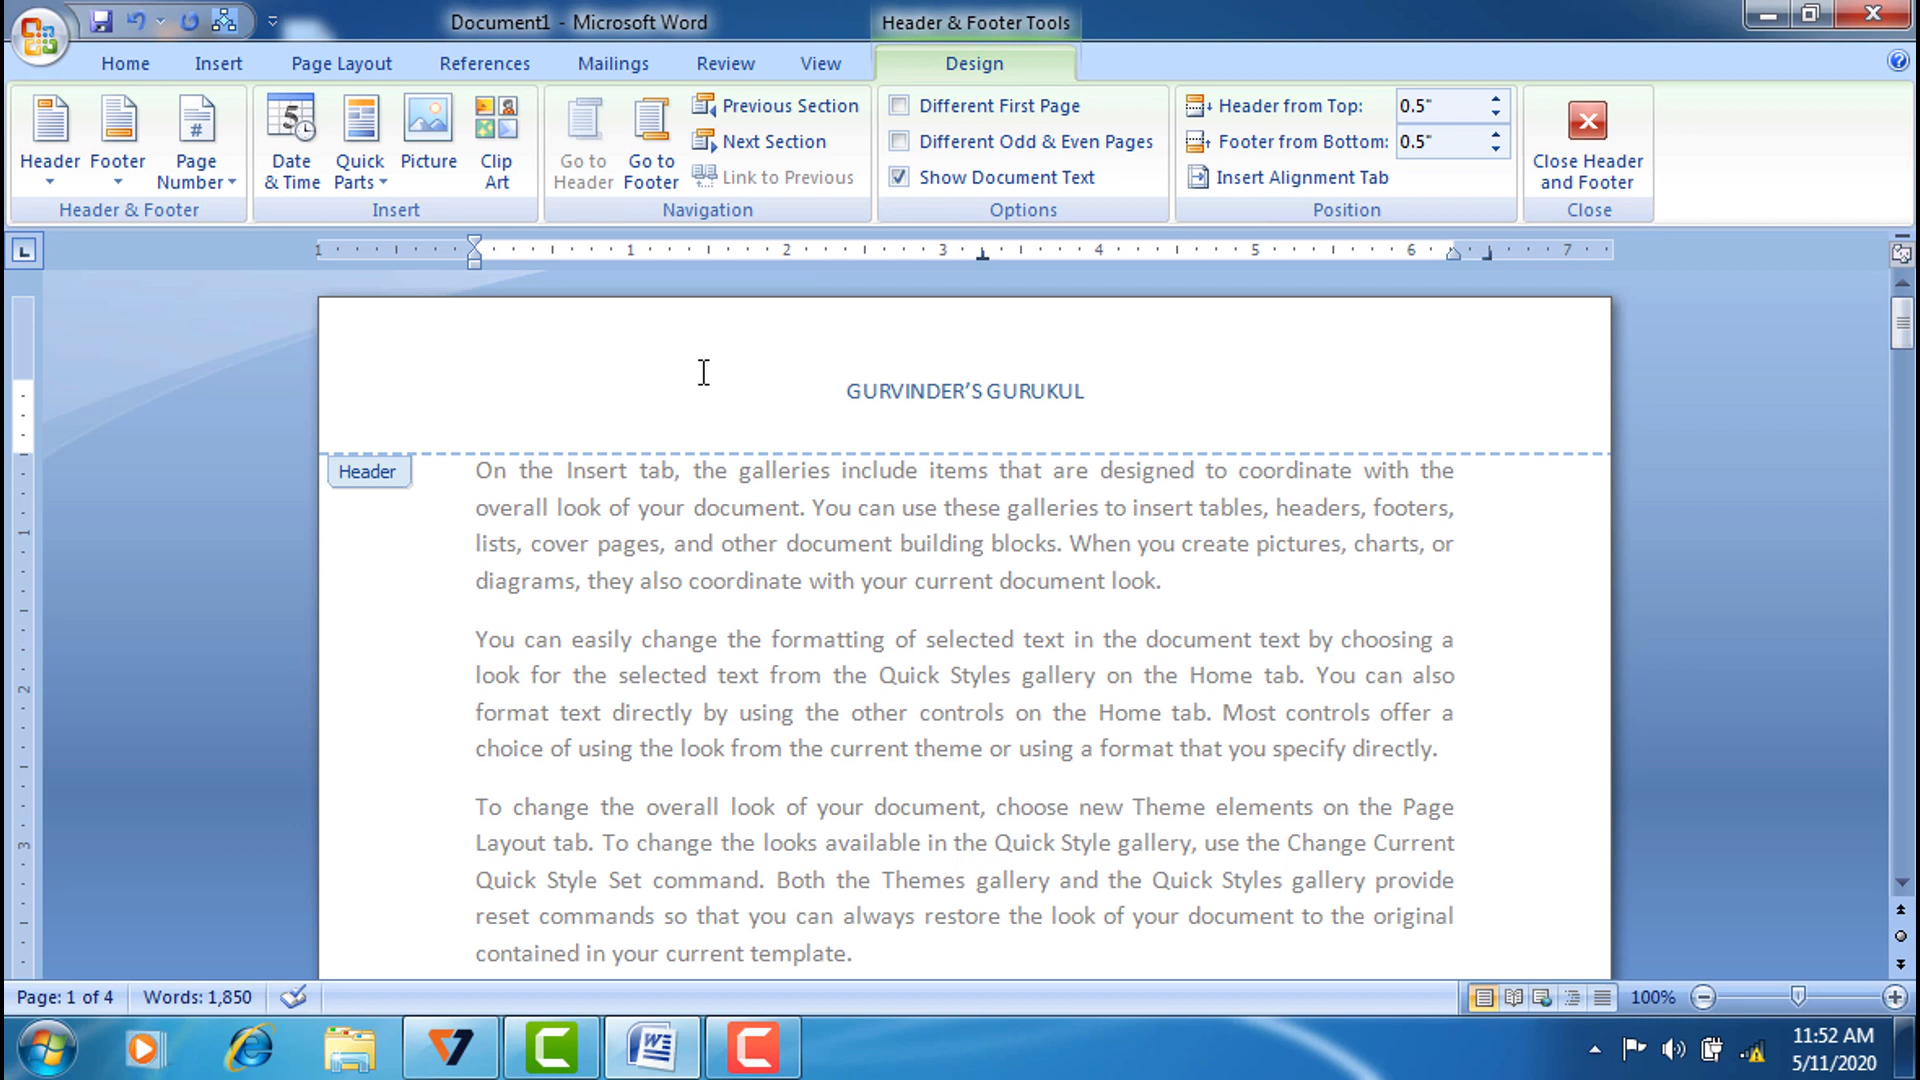 Document1 - Microsoft Word
Header & Footer Tools
Home Insert Page Layout References Mailings Review View Design
Header
Footer
Page Number
Header & Footer
Date & Time
Quick Parts
Picture
Clip Art
Insert
Go to Header
Go to Footer
Previous Section
Next Section
Link to Previous
Navigation
Different First Page
Different Odd & Even Pages
Show Document Text
Options
Header from Top: 0.5"
Footer from Bottom: 0.5"
Insert Alignment Tab
Position
Close Header and Footer
Close
1 1 2 3 4 5 6 7
GURVINDER’S GURUKUL
Header
On the Insert tab, the galleries include items that are designed to coordinate with the
overall look of your document. You can use these galleries to insert tables, headers, footers,
lists, cover pages, and other document building blocks. When you create pictures, charts, or
diagrams, they also coordinate with your current document look.
You can easily change the formatting of selected text in the document text by choosing a
look for the selected text from the Quick Styles gallery on the Home tab. You can also
format text directly by using the other controls on the Home tab. Most controls offer a
choice of using the look from the current theme or using a format that you specify directly.
To change the overall look of your document, choose new Theme elements on the Page
Layout tab. To change the looks available in the Quick Style gallery, use the Change Current
Quick Style Set command. Both the Themes gallery and the Quick Styles gallery provide
reset commands so that you can always restore the look of your document to the original
contained in your current template.
1
2
3
Page: 1 of 4 Words: 1,850 100%
11:52 AM
5/11/2020